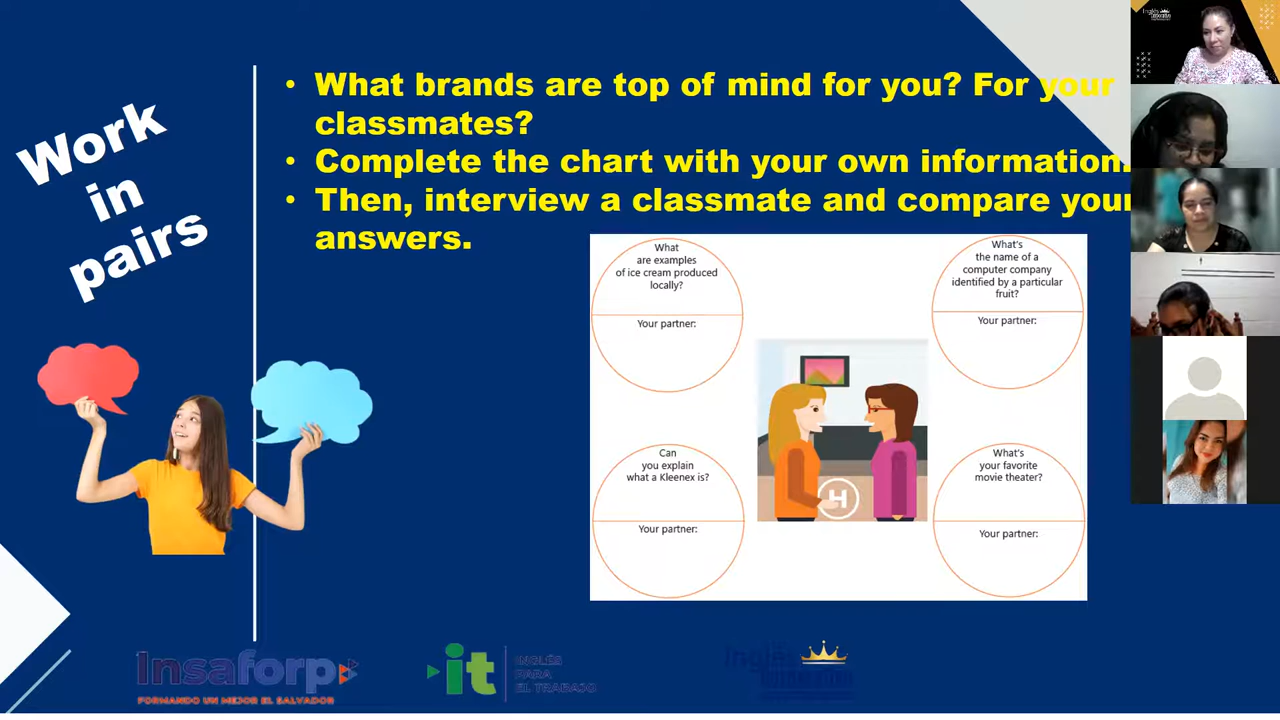 Work
in
pairs
• What brands are top of mind for you? For your
classmates?
• Complete the chart with your own information.
• Then, interview a classmate and compare your
answers.
What
are examples
of ice cream produced
locally?
Your partner:
What's
the name of a
computer company
identified by a particular
fruit?
Your partner:
Can
you explain
what a Kleenex is?
Your partner:
What's
your favorite
movie theater?
Your partner:
H
Insaforp
FORMANDO UN MEJOR EL SALVADOR
it
INGLÉS
PARA
EL TRABAJO
Inglés